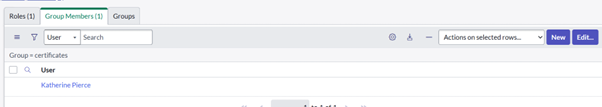 Roles (1) Group Members (1) Groups
User Search Actions on selected rows... New Edit...
Group = certificates
User
Katherine Pierce